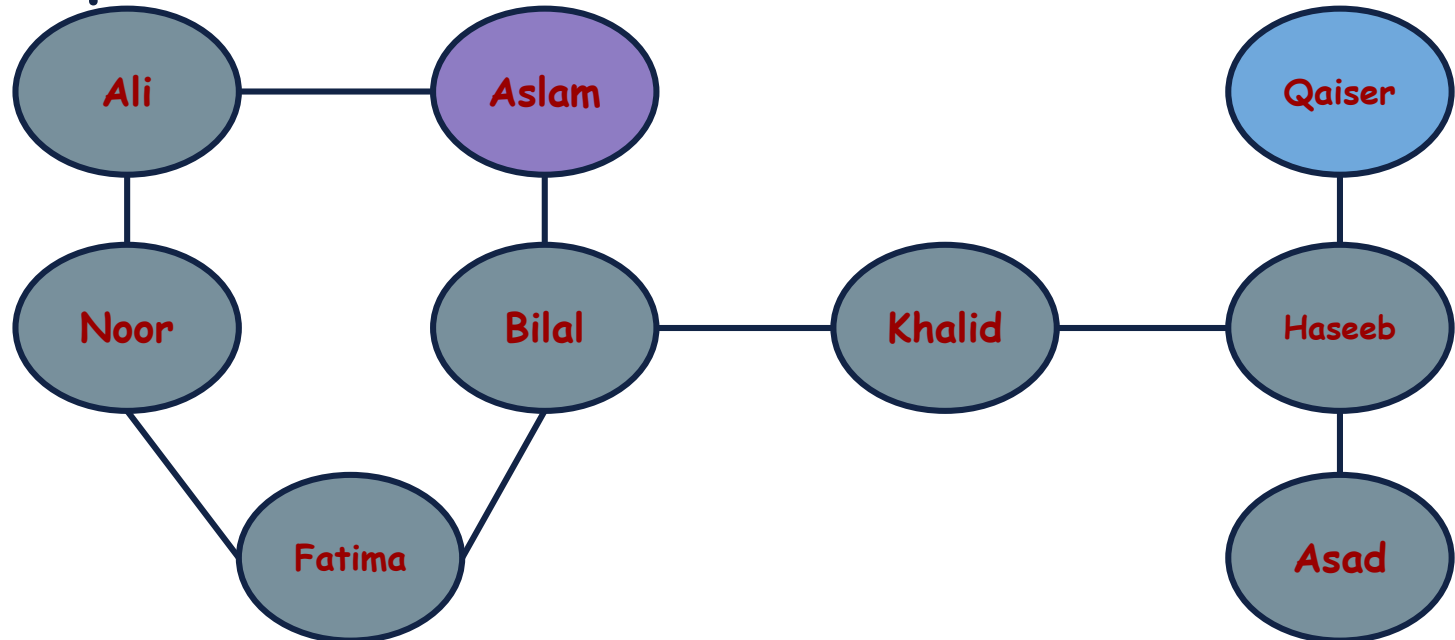 Ali
Aslam
Qaiser
Noor
Bilal
Khalid
Haseeb
Fatima
Asad